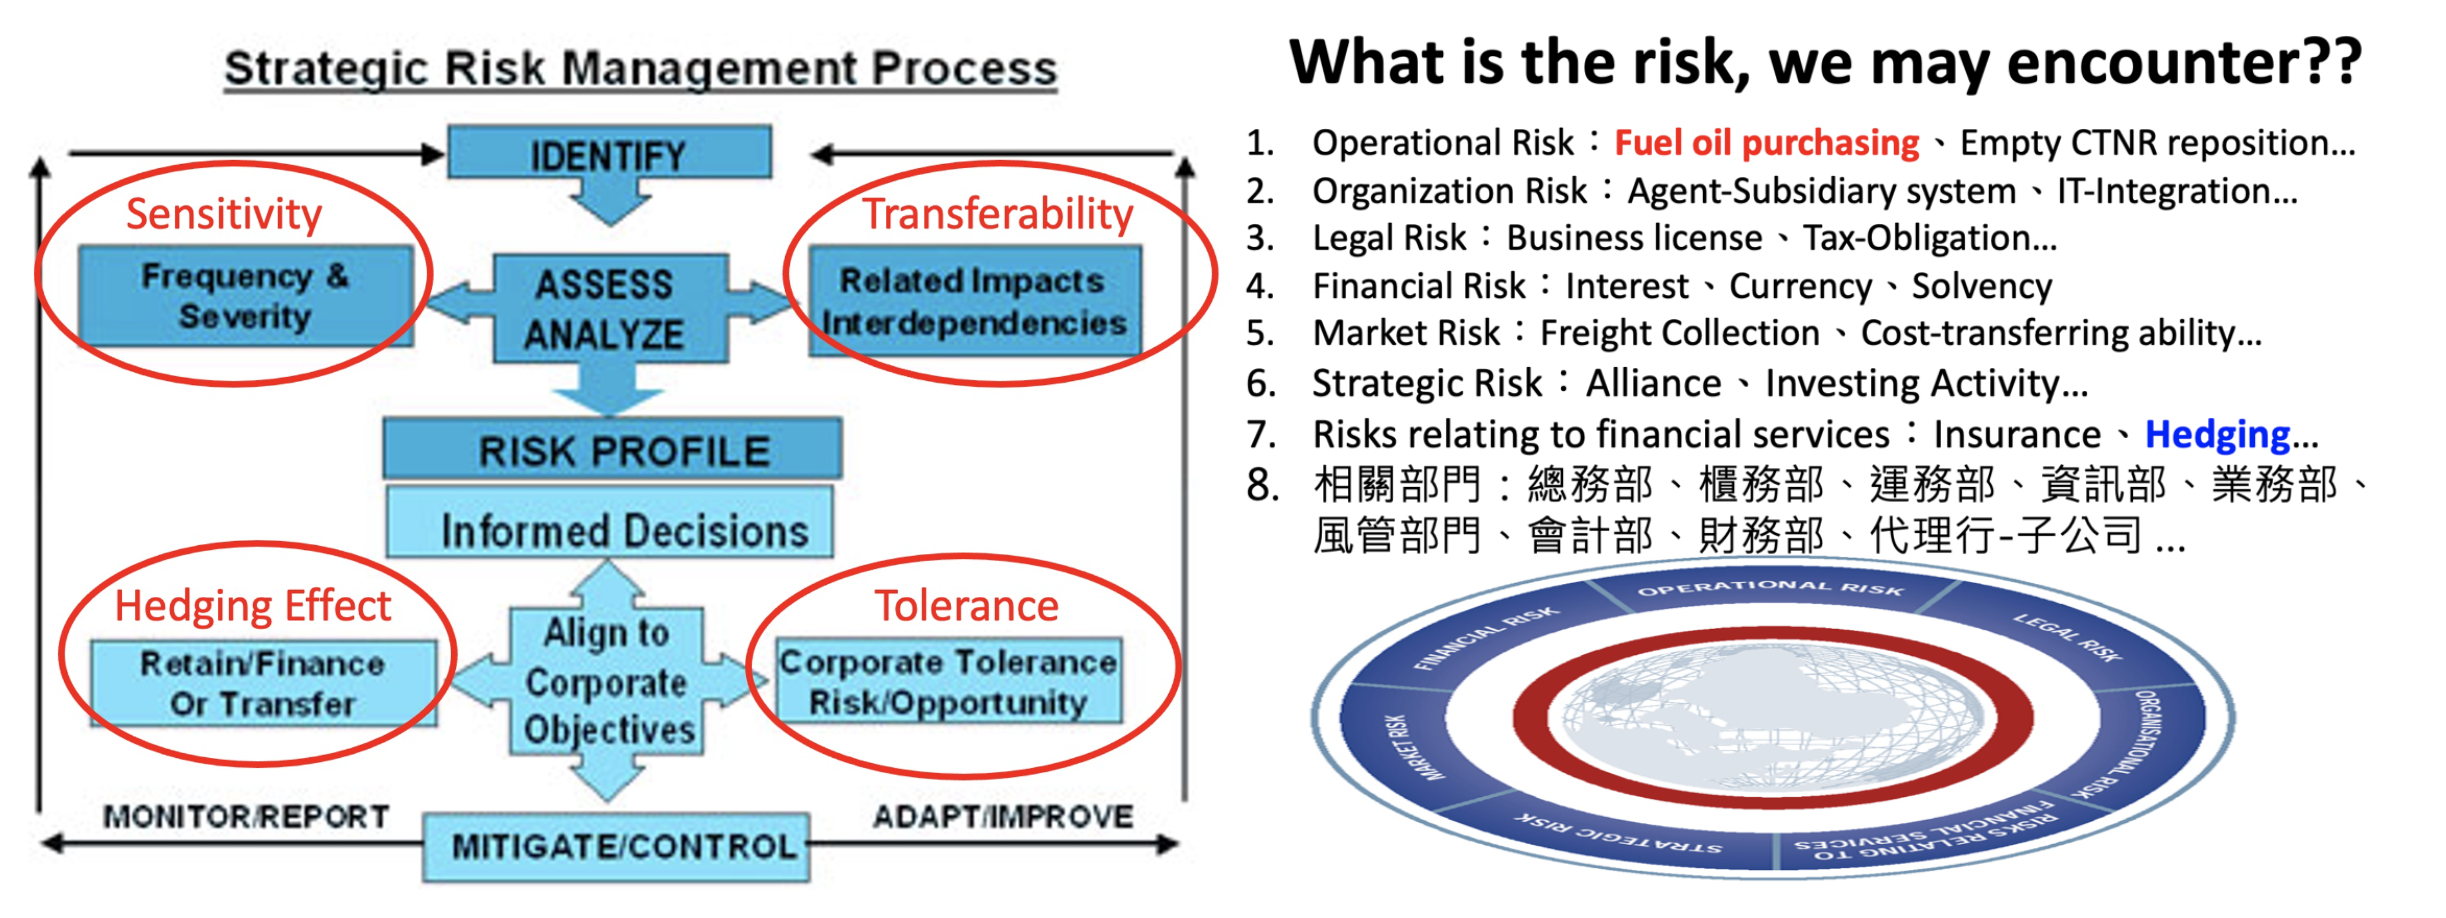 Strategic Risk Management Process
IDENTIFY
Sensitivity
Frequency &
Severity
ASSESS
ANALYZE
Transferability
Related Impacts
Interdependencies
RISK PROFILE
Informed Decisions
Hedging Effect
Retain/Finance
Or Transfer
Align to
Corporate
Objectives
Tolerance
Corporate Tolerance
Risk/Opportunity
MONITOR/REPORT
MITIGATE/CONTROL
ADAPT/IMPROVE
What is the risk, we may encounter??
1. Operational Risk：Fuel oil purchasing、Empty CTNR reposition...
2. Organization Risk：Agent-Subsidiary system、IT-Integration...
3. Legal Risk：Business license、Tax-Obligation...
4. Financial Risk：Interest、Currency、Solvency
5. Market Risk：Freight Collection、Cost-transferring ability...
6. Strategic Risk：Alliance、Investing Activity...
7. Risks relating to financial services：Insurance、Hedging...
8. 相關部門：總務部、櫃務部、運務部、資訊部、業務部、
風管部門、會計部、財務部、代理行-子公司 ...
OPERATIONAL RISK
LEGAL RISK
ORGANISATIONAL RISK
RISKS RELATING TO
FINANCIAL SERVICES
STRATEGIC RISK
MARKET RISK
FINANCIAL RISK